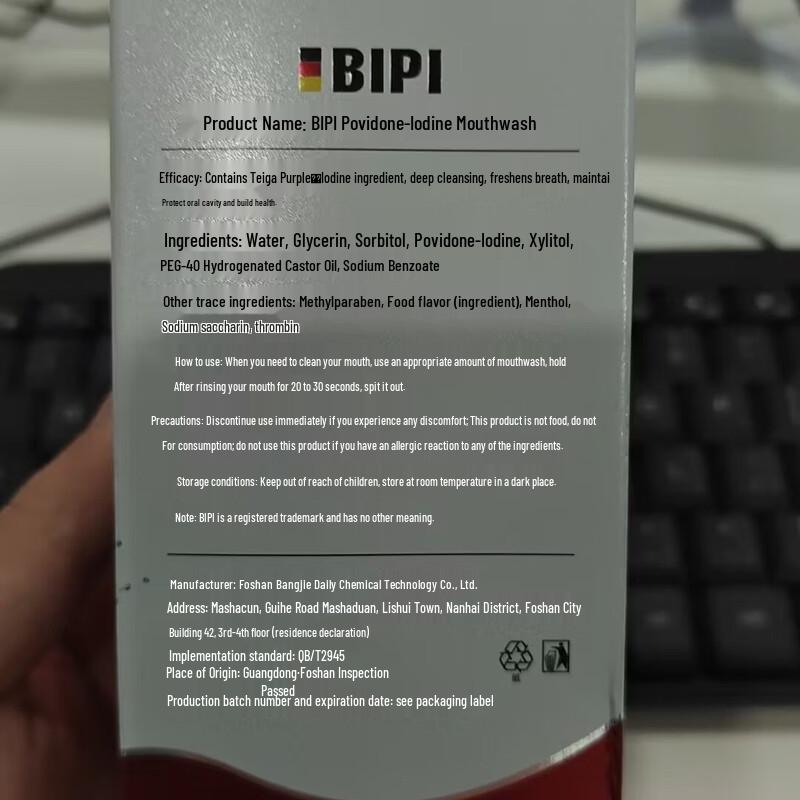 BIPI
Product Name: BIPI Povidone-Iodine Mouthwash
Efficacy: Contains Teiga Purple Iodine ingredient, deep cleansing, freshens breath, maintai
Protect oral cavity and build health.
Ingredients: Water, Glycerin, Sorbitol, Povidone-Iodine, Xylitol,
PEG-40 Hydrogenated Castor Oil, Sodium Benzoate
Other trace ingredients: Methylparaben, Food flavor (ingredient), Menthol,
Sodium saccharin, thrombin
How to use: When you need to clean your mouth, use an appropriate amount of mouthwash, hold
After rinsing your mouth for 20 to 30 seconds, spit it out.
Precautions: Discontinue use immediately if you experience any discomfort; This product is not food, do not
For consumption; do not use this product if you have an allergic reaction to any of the ingredients.
Storage conditions: Keep out of reach of children, store at room temperature in a dark place.
Note: BIPI is a registered trademark and has no other meaning.
Manufacturer: Foshan Bangjie Daily Chemical Technology Co., Ltd.
Address: Mashacun, Guihe Road Mashaduan, Lishui Town, Nanhai District, Foshan City
Building 42, 3rd-4th floor (residence declaration)
Implementation standard: QB/T2945
Place of Origin: Guangdong·Foshan Inspection
Passed
Production batch number and expiration date: see packaging label